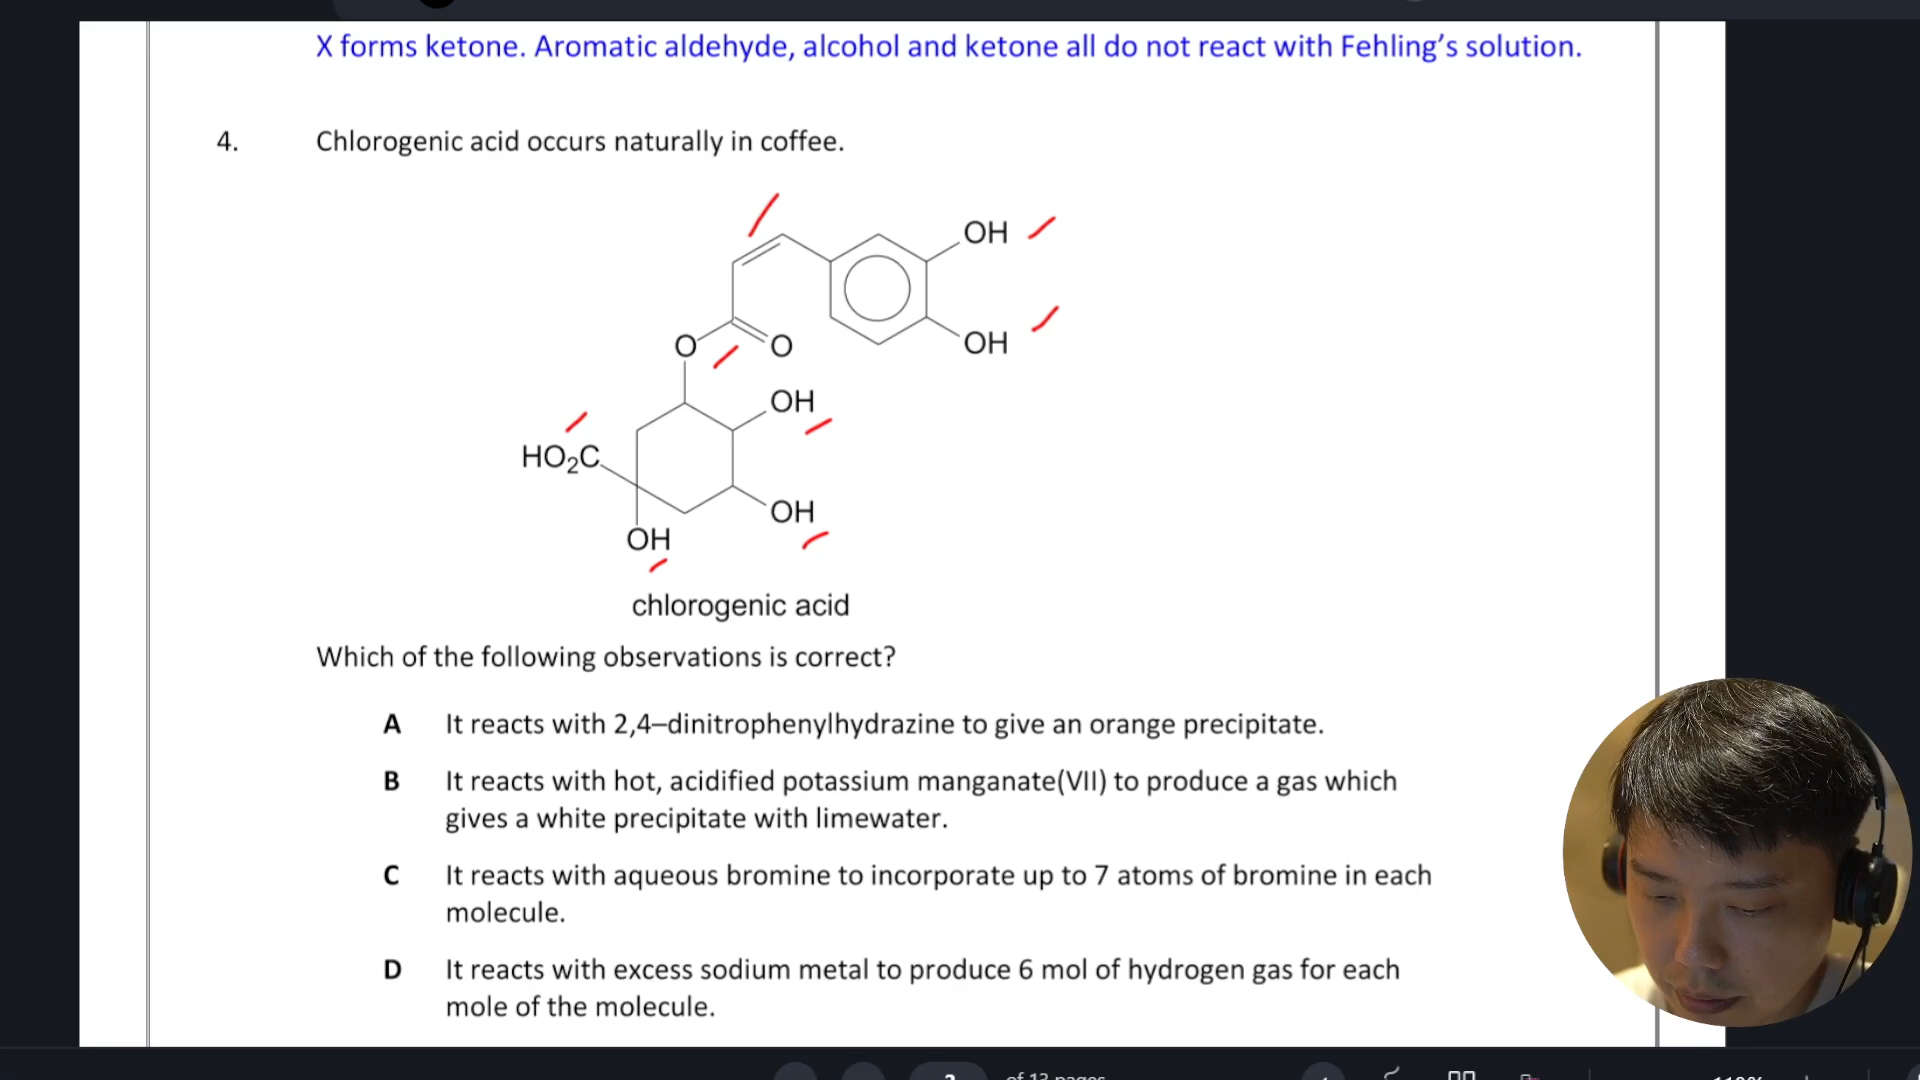 X forms ketone. Aromatic aldehyde, alcohol and ketone all do not react with Fehling's solution.
4. Chlorogenic acid occurs naturally in coffee.
OH
OH
O
O
OH
HO₂C
OH
OH
chlorogenic acid
Which of the following observations is correct?
A It reacts with 2,4–dinitrophenylhydrazine to give an orange precipitate.
B It reacts with hot, acidified potassium manganate(VII) to produce a gas which
gives a white precipitate with limewater.
C It reacts with aqueous bromine to incorporate up to 7 atoms of bromine in each
molecule.
D It reacts with excess sodium metal to produce 6 mol of hydrogen gas for each
mole of the molecule.
of 13 pages